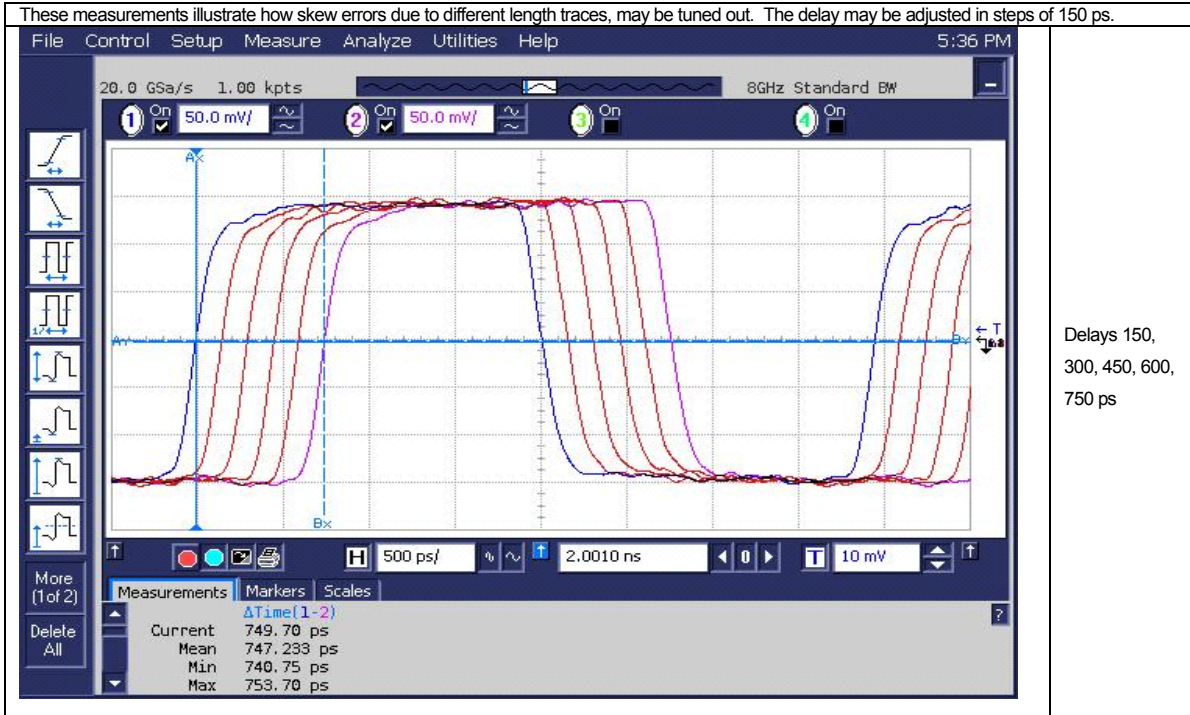 These measurements illustrate how skew errors due to different length traces, may be tuned out. The delay may be adjusted in steps of 150 ps.
File Control Setup Measure Analyze Utilities Help 5:36 PM
20.0 GSa/s 1.00 kpts 8GHz Standard BW
1 On 50.0 mV/ 2 On 50.0 mV/ 3 On 4 On
Ax
Ay
Bx
T
Bx
H 500 ps/ 2.0010 ns 0 T 10 mV
More
(1of 2)
Delete
All
Measurements Markers Scales
ΔTime(1-2) ?
Current 749.70 ps
Mean 747.233 ps
Min 740.75 ps
Max 753.70 ps
Delays 150,
300, 450, 600,
750 ps